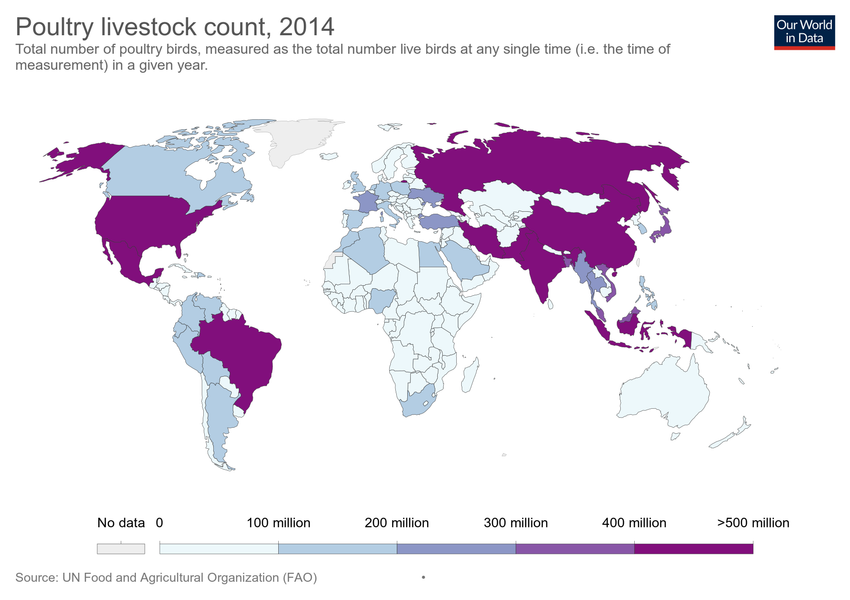 Poultry livestock count, 2014
Our World
in Data
Total number of poultry birds, measured as the total number live birds at any single time (i.e. the time of
measurement) in a given year.
No data 0 100 million 200 million 300 million 400 million >500 million
Source: UN Food and Agricultural Organization (FAO) •